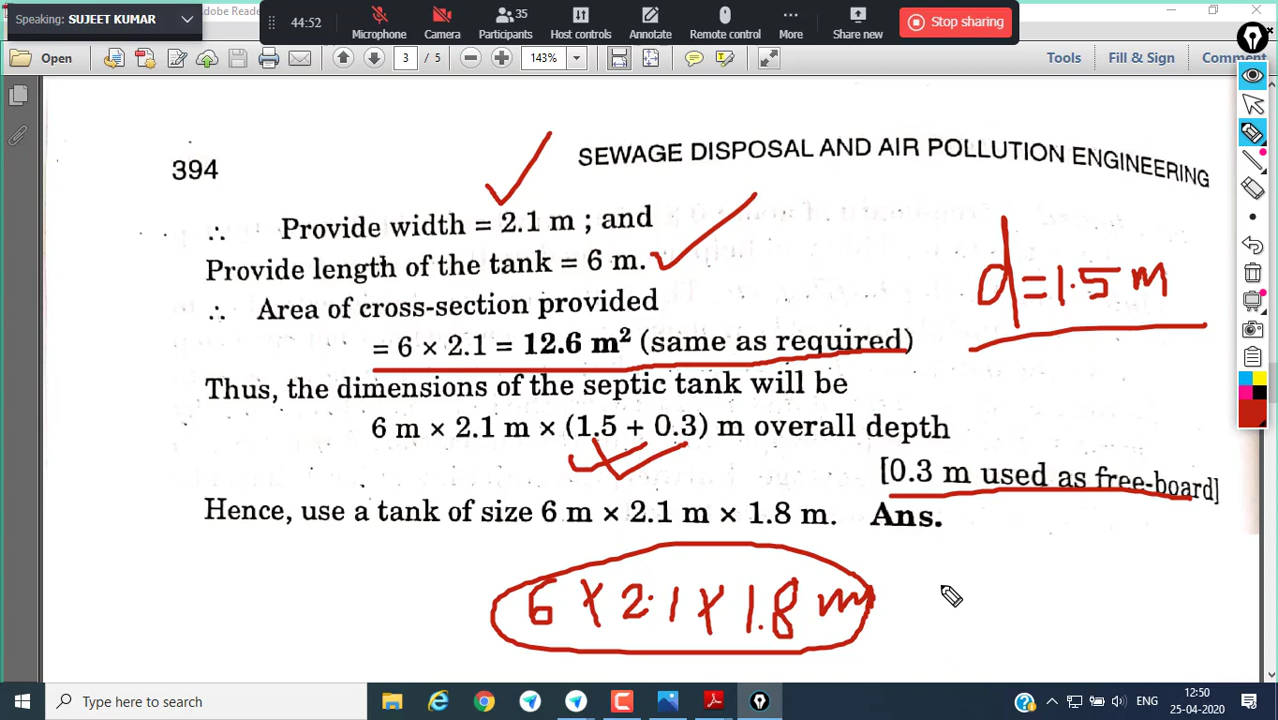 Speaking: SUJEET KUMAR
44:52
35
Microphone Camera Participants Host controls Annotate Remote control More Share new
Stop sharing
Open 3 / 5 143% Tools Fill & Sign Comment
394 SEWAGE DISPOSAL AND AIR POLLUTION ENGINEERING
∴ Provide width = 2.1 m ; and
Provide length of the tank = 6 m.
d = 1.5 m
∴ Area of cross-section provided
= 6 × 2.1 = 12.6 m² (same as required)
Thus, the dimensions of the septic tank will be
6 m × 2.1 m × (1.5 + 0.3) m overall depth
[0.3 m used as free-board]
Hence, use a tank of size 6 m × 2.1 m × 1.8 m. Ans.
6 × 2.1 × 1.8 m
Type here to search
ENG
12:50
25-04-2020